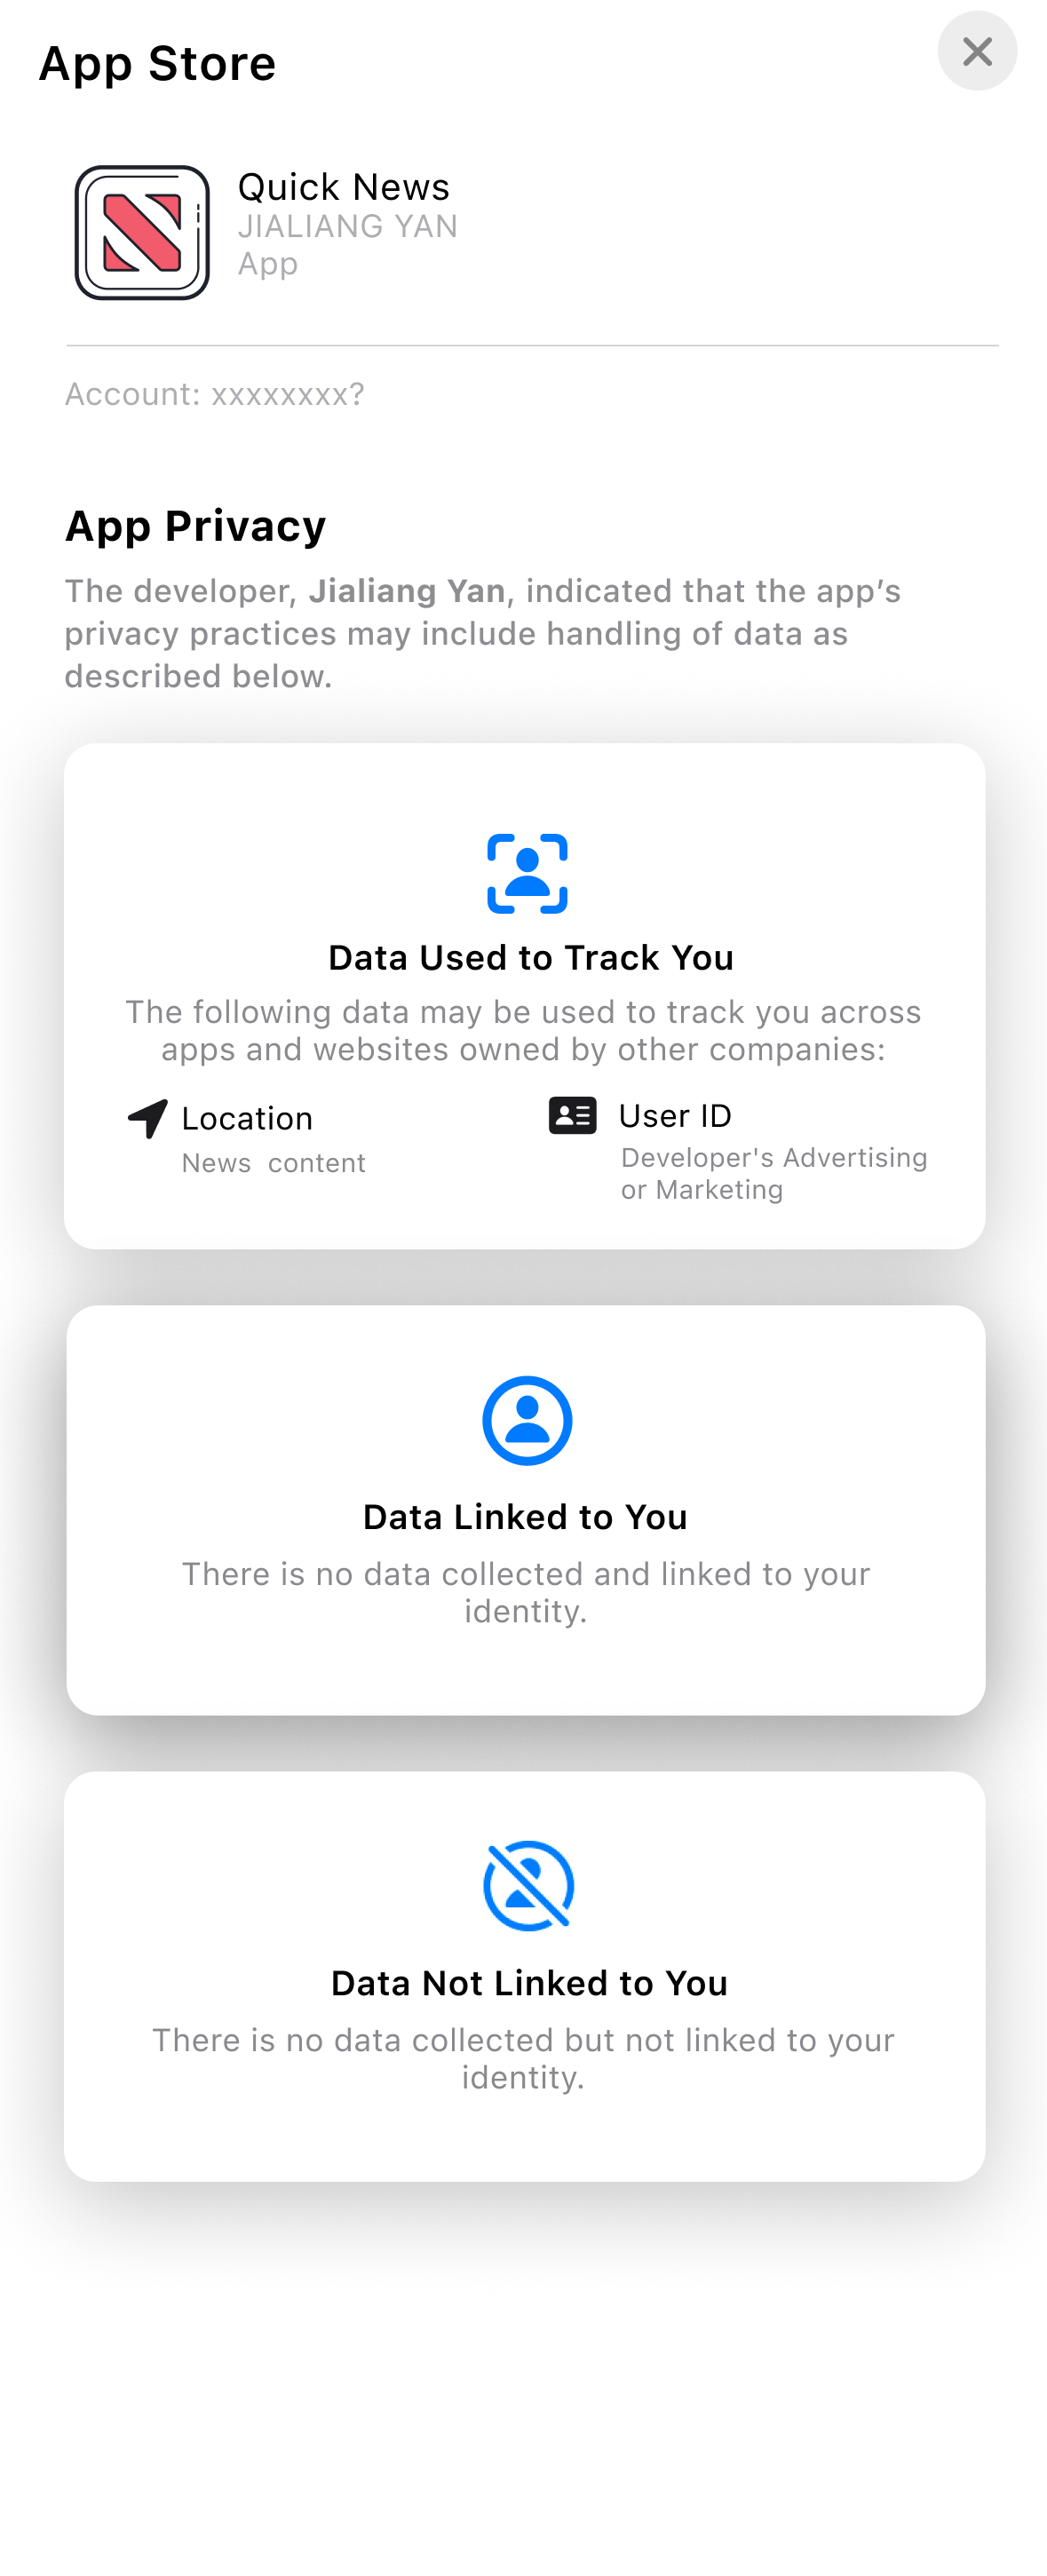 App Store
Quick News
JIALIANG YAN
App
Account: xxxxxxxx?
App Privacy
The developer, Jialiang Yan, indicated that the app’s
privacy practices may include handling of data as
described below.
Data Used to Track You
The following data may be used to track you across
apps and websites owned by other companies:
Location
News content
User ID
Developer's Advertising
or Marketing
Data Linked to You
There is no data collected and linked to your
identity.
Data Not Linked to You
There is no data collected but not linked to your
identity.